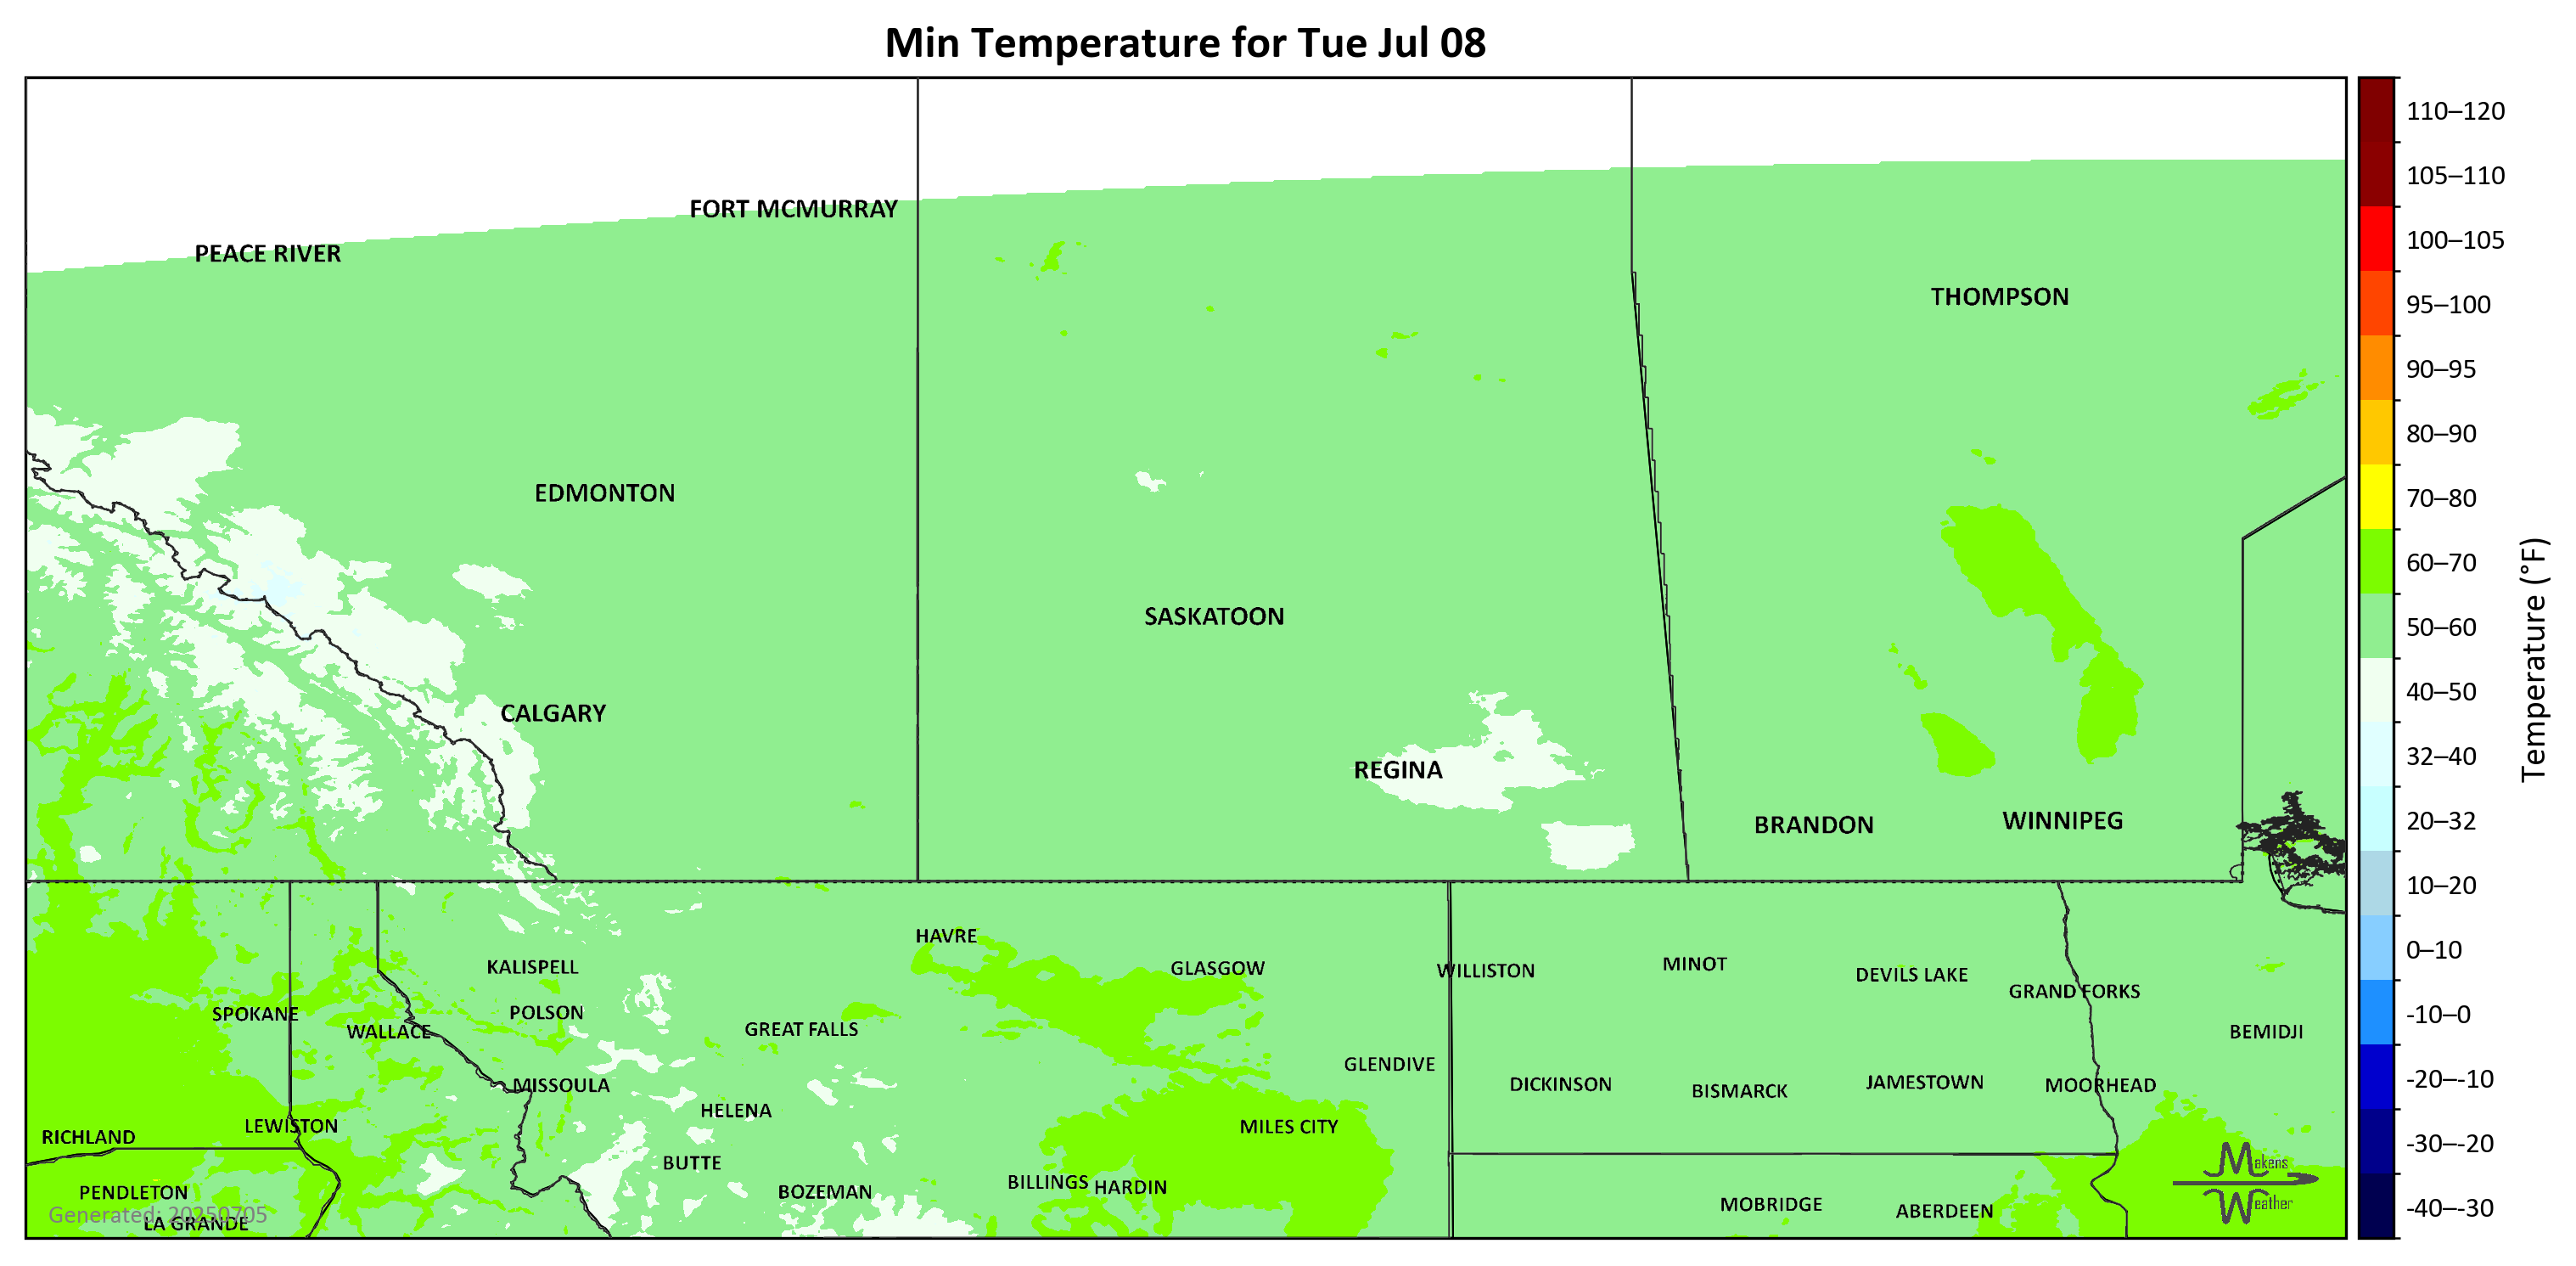 Min Temperature for Tue Jul 08
FORT MCMURRAY
PEACE RIVER
THOMPSON
EDMONTON
SASKATOON
CALGARY
REGINA
BRANDON
WINNIPEG
HAVRE
KALISPELL
GLASGOW
WILLISTON
MINOT
DEVILS LAKE
GRAND FORKS
SPOKANE
POLSON
WALLACE
GREAT FALLS
BEMIDJI
GLENDIVE
MISSOULA
DICKINSON
BISMARCK
JAMESTOWN
MOORHEAD
HELENA
LEWISTON
MILES CITY
RICHLAND
BUTTE
BILLINGS
HARDIN
PENDLETON
BOZEMAN
MOBRIDGE
ABERDEEN
Generated: 20250705
LA GRANDE
Makens
Weather
110–120
105–110
100–105
95–100
90–95
80–90
70–80
60–70
50–60
40–50
32–40
20–32
10–20
0–10
-10–0
-20–-10
-30–-20
-40–-30
Temperature (°F)